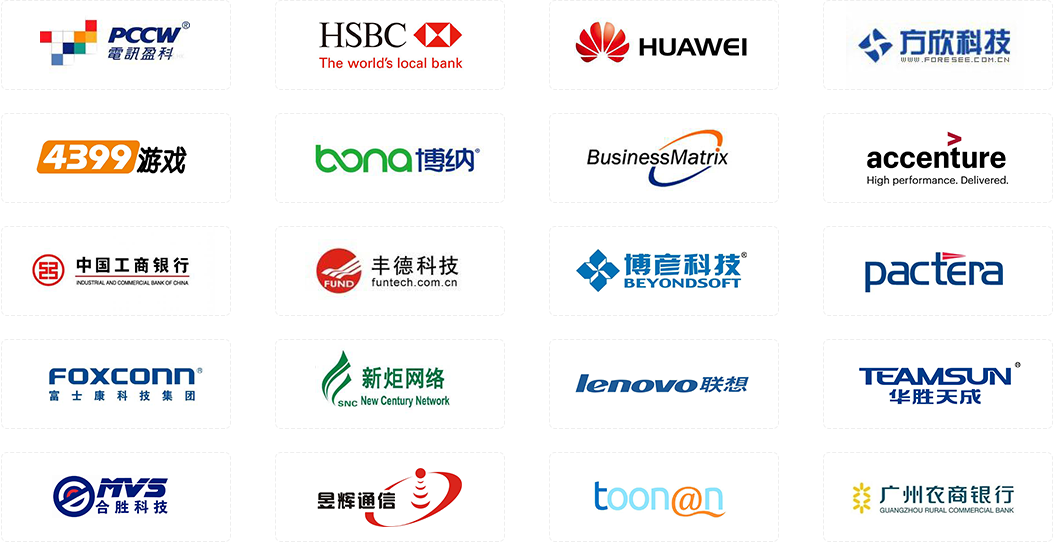 PCCW®
電訊盈科
HSBC
The world's local bank
HUAWEI
方欣科技
WWW.FORESEE.COM.CN
4399游戏
bona博纳®
BusinessMatrix
accenture
High performance. Delivered.
中国工商银行
INDUSTRIAL AND COMMERCIAL BANK OF CHINA
FUND
丰德科技
funtech.com.cn
博彦科技®
BEYONDSOFT
pactera
FOXCONN®
富士康科技集团
SNC
新炬网络
New Century Network
lenovo联想
TEAMSUN®
华胜天成
MVS
合胜科技
昱辉通信
toon@n
广州农商银行
GUANGZHOU RURAL COMMERCIAL BANK